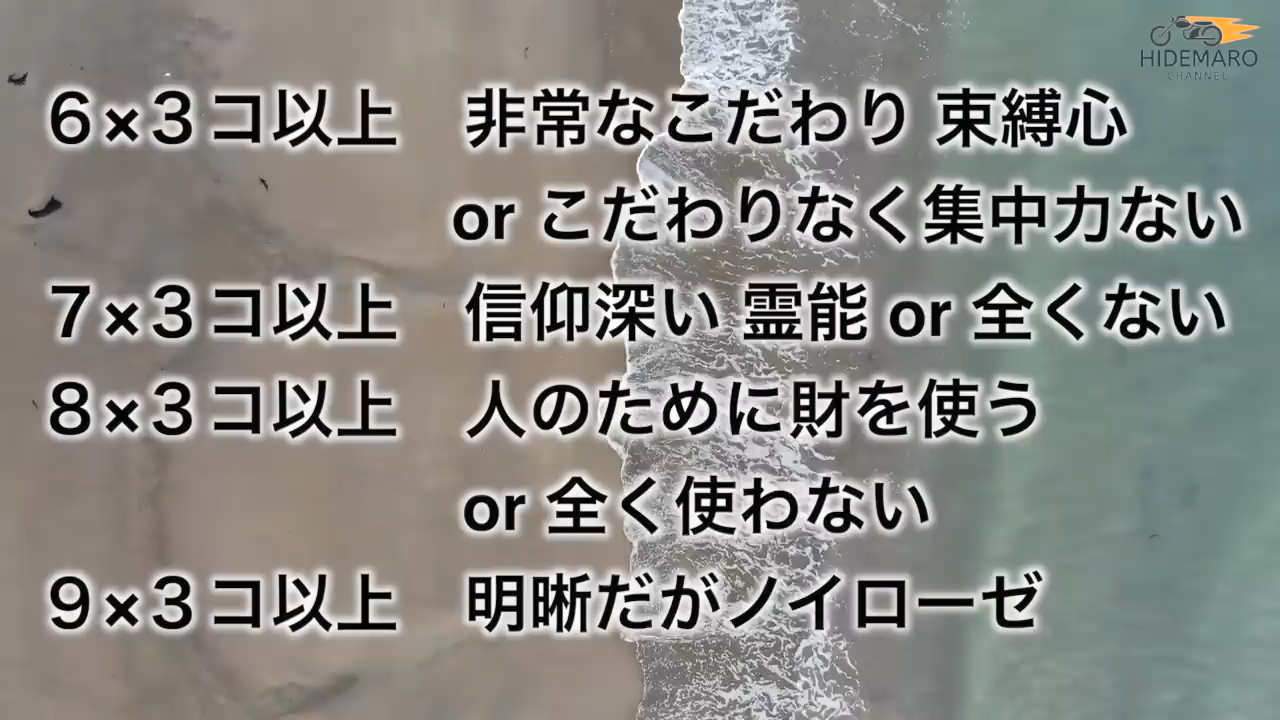 HIDEMARO
CHANNEL
６×３コ以上　非常なこだわり 束縛心
or こだわりなく集中力ない
７×３コ以上　信仰深い 霊能 or 全くない
８×３コ以上　人のために財を使う
or 全く使わない
９×３コ以上　明晰だがノイローゼ